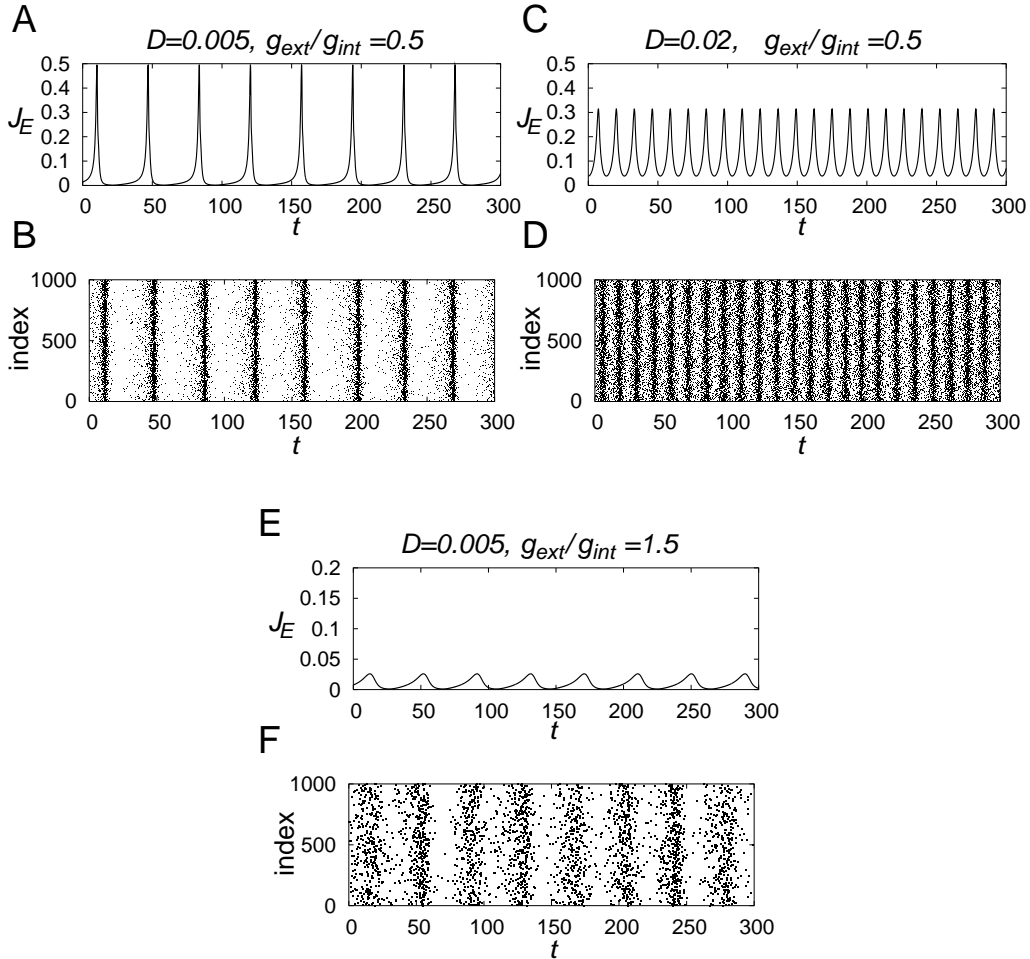 A
D=0.005, g_ext/g_int =0.5
0.5
0.4
0.3
0.2
0.1
0
J_E
0 50 100 150 200 250 300
t
B
1000
500
0
index
0 50 100 150 200 250 300
t
C
D=0.02, g_ext/g_int =0.5
0.5
0.4
0.3
0.2
0.1
0
J_E
0 50 100 150 200 250 300
t
D
1000
500
0
index
0 50 100 150 200 250 300
t
E
D=0.005, g_ext/g_int =1.5
0.2
0.15
0.1
0.05
0
J_E
0 50 100 150 200 250 300
t
F
1000
500
0
index
0 50 100 150 200 250 300
t